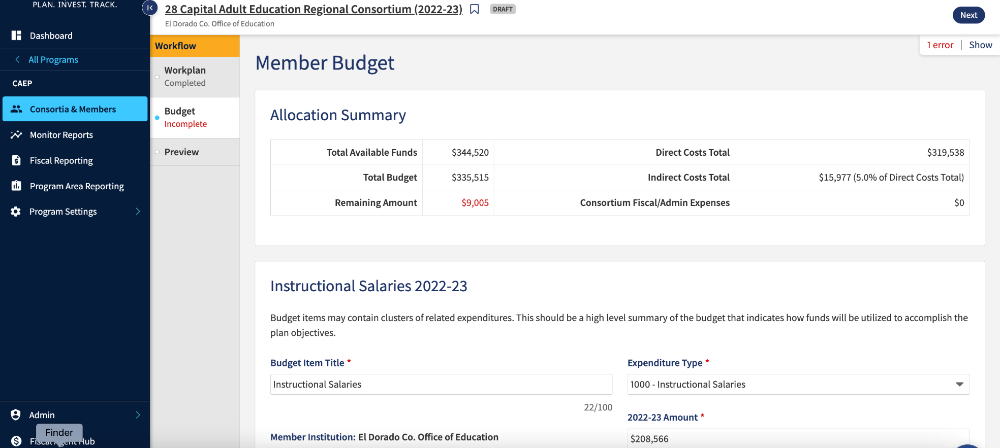 PLAN. INVEST. TRACK.
Dashboard
All Programs
CAEP
Consortia & Members
Monitor Reports
Fiscal Reporting
Program Area Reporting
Program Settings
Admin
Finder
Fiscal Agent Hub
28 Capital Adult Education Regional Consortium (2022-23)
DRAFT
El Dorado Co. Office of Education
Next
1 error | Show
Workflow
Workplan
Completed
Budget
Incomplete
Preview
Member Budget
Allocation Summary
Total Available Funds $344,520 Direct Costs Total $319,538
Total Budget $335,515 Indirect Costs Total $15,977 (5.0% of Direct Costs Total)
Remaining Amount $9,005 Consortium Fiscal/Admin Expenses $0
Instructional Salaries 2022-23
Budget items may contain clusters of related expenditures. This should be a high level summary of the budget that indicates how funds will be utilized to accomplish the
plan objectives.
Budget Item Title *
Instructional Salaries
22/100
Member Institution: El Dorado Co. Office of Education
Expenditure Type *
1000 - Instructional Salaries
2022-23 Amount *
$208,566